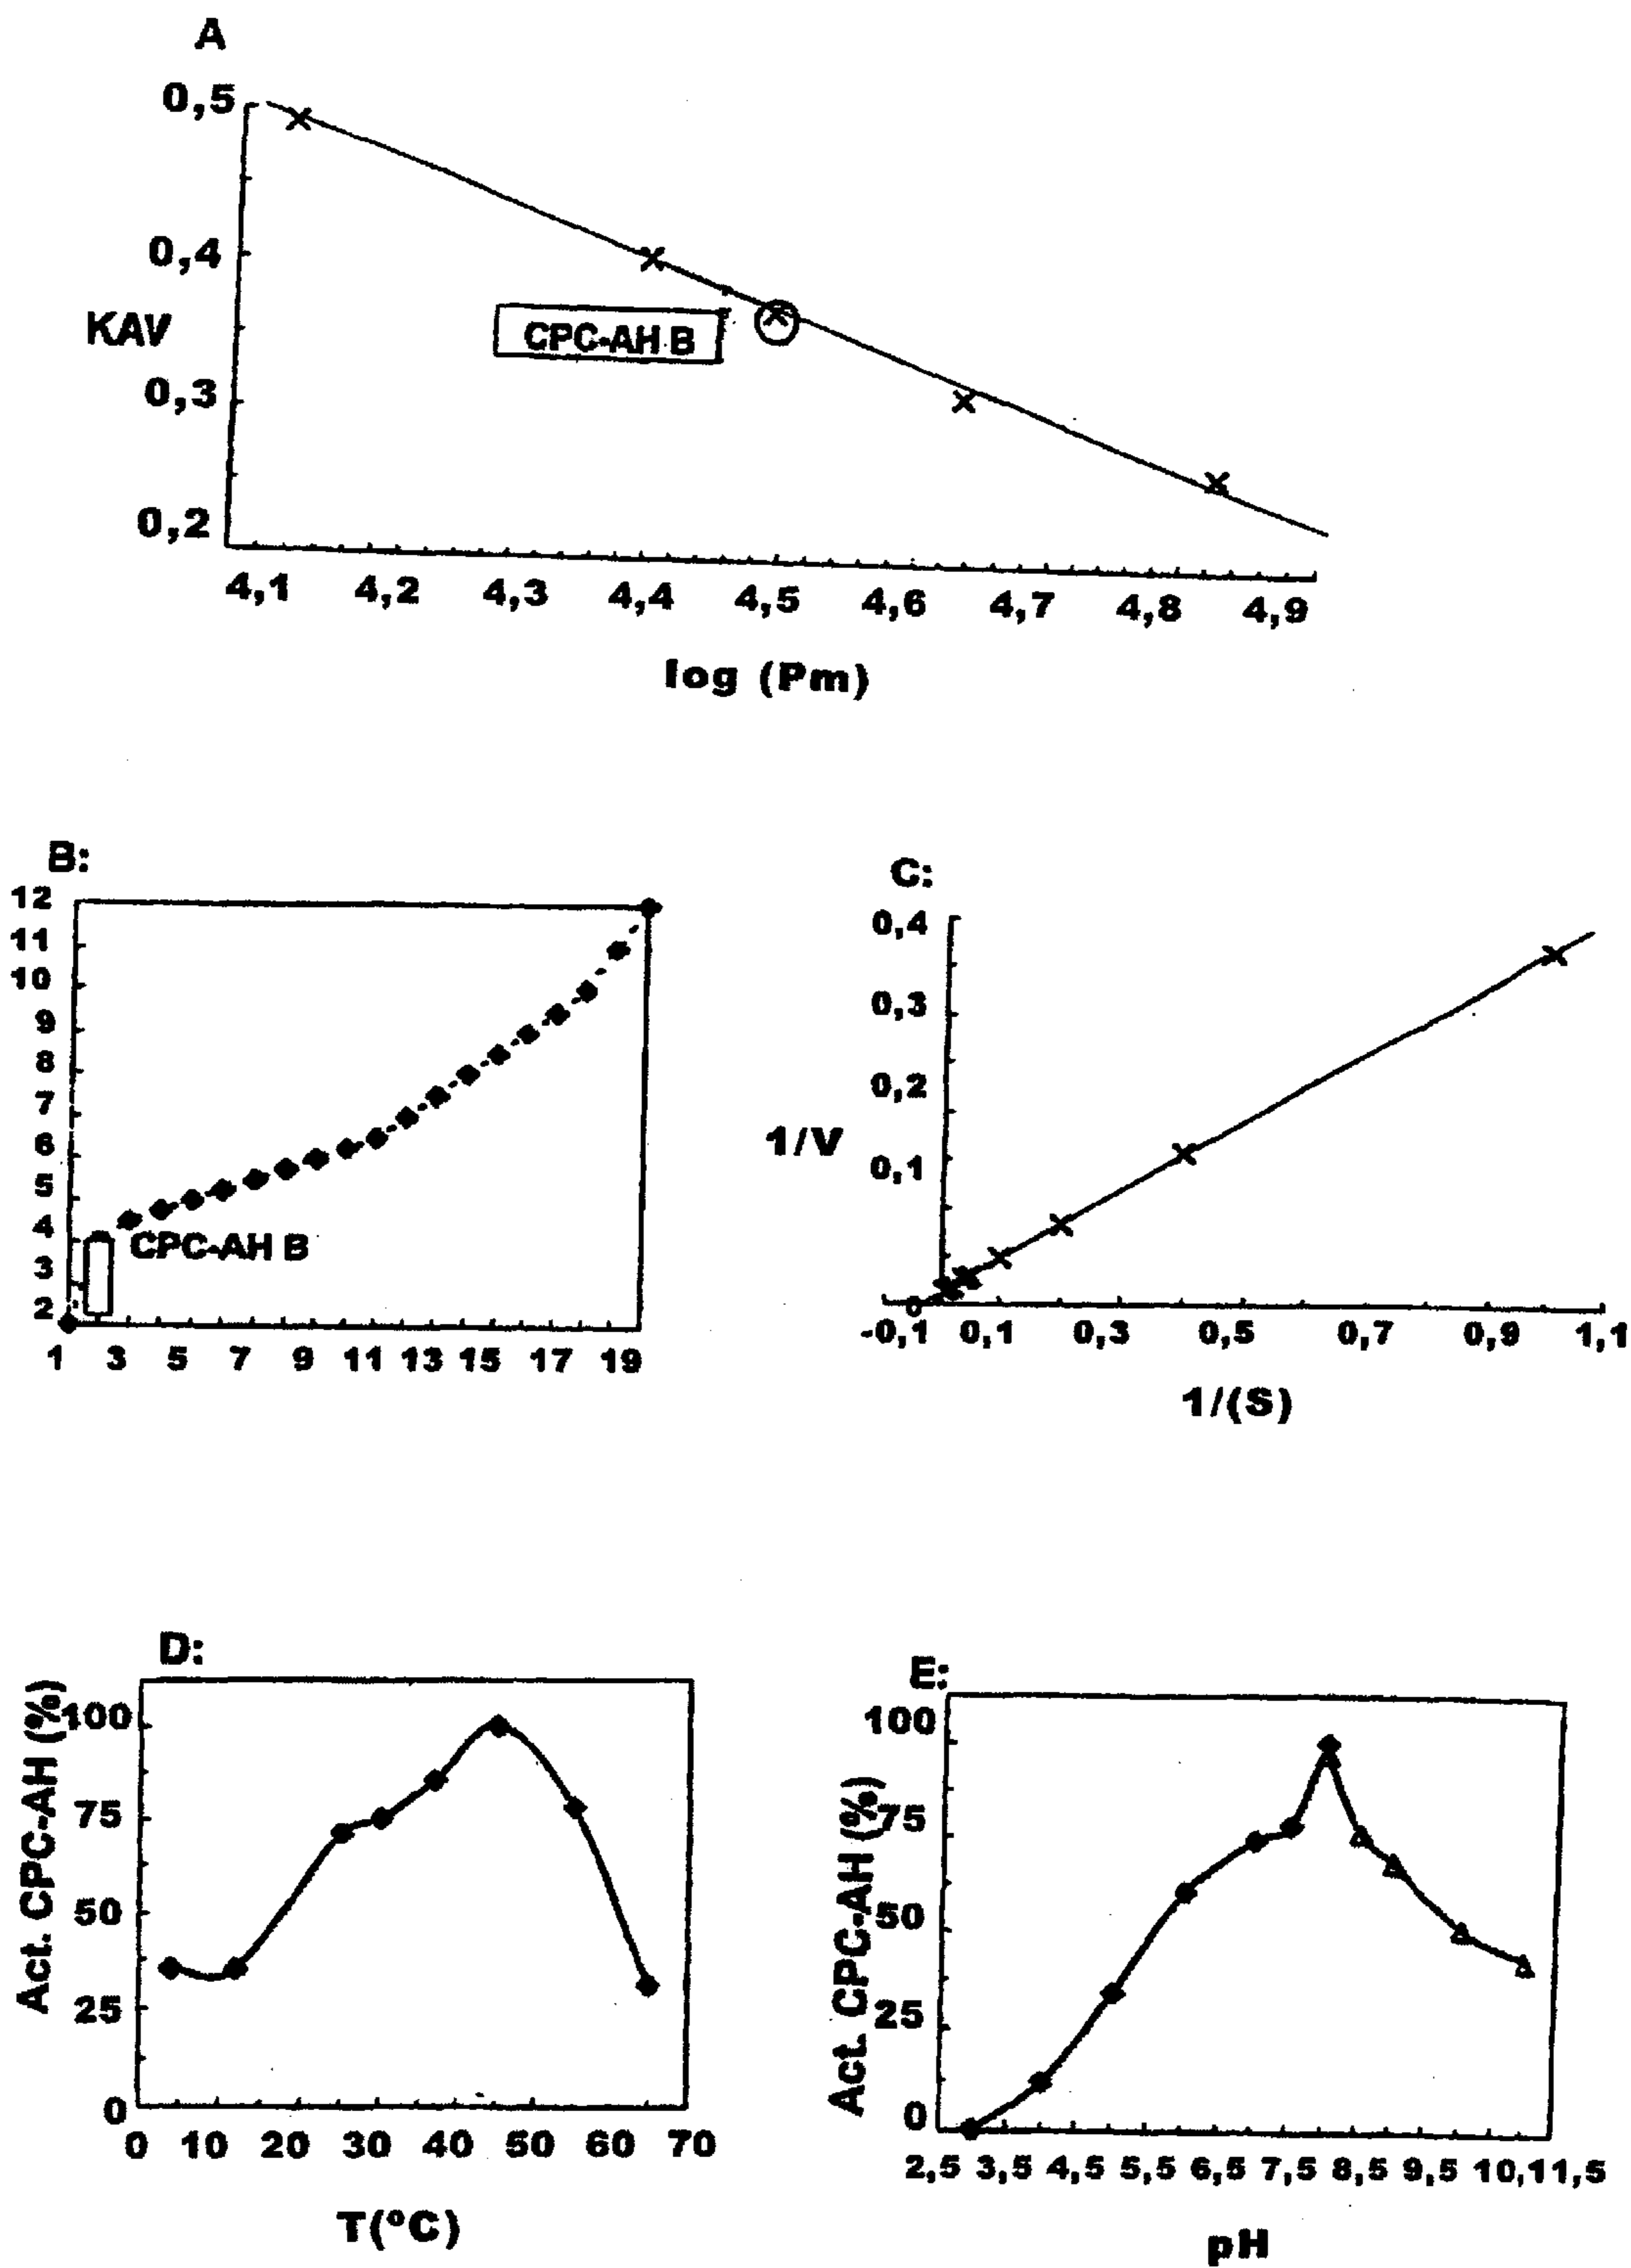 A
0,5
0,4
KAV
CPC-AH B
0,3
0,2
4,1 4,2 4,3 4,4 4,5 4,6 4,7 4,8 4,9
log (Pm)
B:
12
11
10
9
8
7
6
5
4
CPC-AH B
3
2
1 3 5 7 9 11 13 15 17 19
C:
0,4
0,3
0,2
1/V
0,1
0
-0,1 0,1 0,3 0,5 0,7 0,9 1,1
1/(S)
D:
Act. CPC-AH (%)
100
75
50
25
0
0 10 20 30 40 50 60 70
T(ºC)
E:
Act. CPC-AH (%)
100
75
50
25
0
2,5 3,5 4,5 5,5 6,5 7,5 8,5 9,5 10,11,5
pH